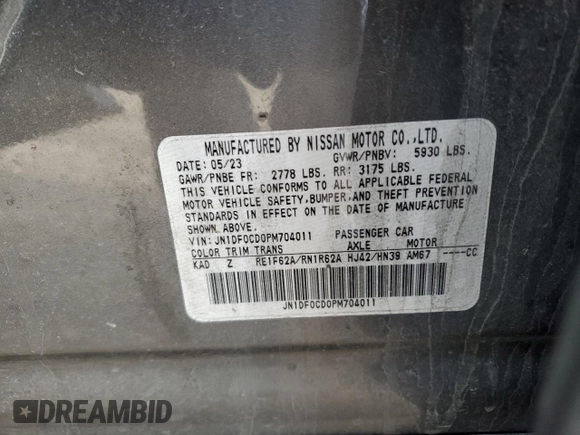 MANUFACTURED BY NISSAN MOTOR CO.,LTD.
DATE: 05/23 GVWR/PNBV: 5930 LBS.
GAWR/PNBE FR: 2778 LBS. RR: 3175 LBS.
THIS VEHICLE CONFORMS TO ALL APPLICABLE FEDERAL
MOTOR VEHICLE SAFETY,BUMPER,AND THEFT PREVENTION
STANDARDS IN EFFECT ON THE DATE OF MANUFACTURE
SHOWN ABOVE.
VIN: JN1DF0CD0PM704011 PASSENGER CAR
COLOR TRIM TRANS AXLE MOTOR
KAD Z RE1F62A/RN1R62A HJ42/HN39 AM67 ----CC
JN1DF0CD0PM704011
DREAMBID